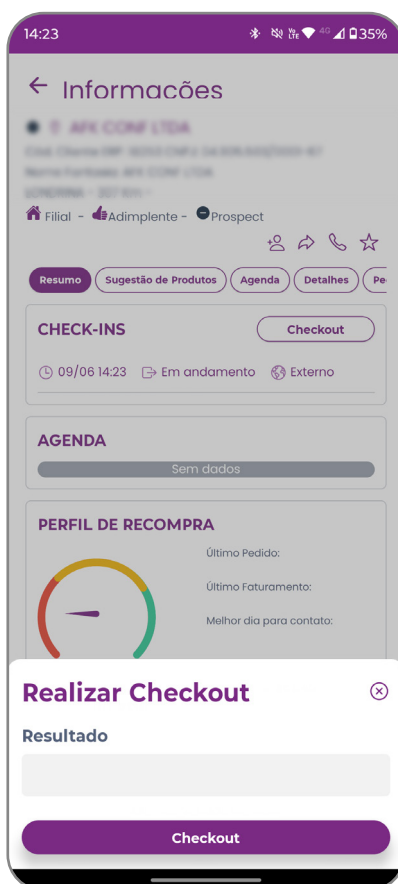 14:23 4G 35%
Informacões
Filial - Adimplente - Prospect
Resumo Sugestão de Produtos Agenda Detalhes Pe
CHECK-INS Checkout
09/06 14:23 Em andamento Externo
AGENDA
Sem dados
PERFIL DE RECOMPRA
Último Pedido:
Último Faturamento:
Melhor dia para contato:
Realizar Checkout
Resultado
Checkout